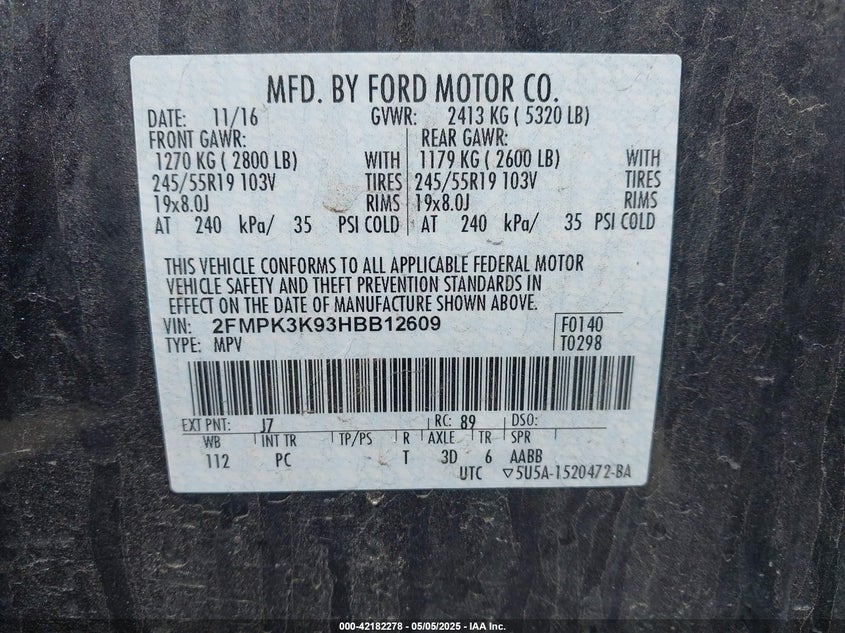 MFD. BY FORD MOTOR CO.
DATE: 11/16 GVWR: 2413 KG ( 5320 LB)
FRONT GAWR: REAR GAWR:
1270 KG ( 2800 LB) WITH 1179 KG ( 2600 LB) WITH
245/55R19 103V TIRES 245/55R19 103V TIRES
19x8.0J RIMS 19x8.0J RIMS
AT 240 kPa/ 35 PSI COLD AT 240 kPa/ 35 PSI COLD
THIS VEHICLE CONFORMS TO ALL APPLICABLE FEDERAL MOTOR
VEHICLE SAFETY AND THEFT PREVENTION STANDARDS IN
EFFECT ON THE DATE OF MANUFACTURE SHOWN ABOVE.
VIN: 2FMPK3K93HBB12609 F0140
TYPE: MPV T0298
EXT PNT: J7 RC: 89 DSO:
WB INT TR TP/PS R AXLE TR SPR
112 PC T 3D 6 AABB
UTC ▽5U5A-1520472-BA
000-42182278 - 05/05/2025 - IAA Inc.